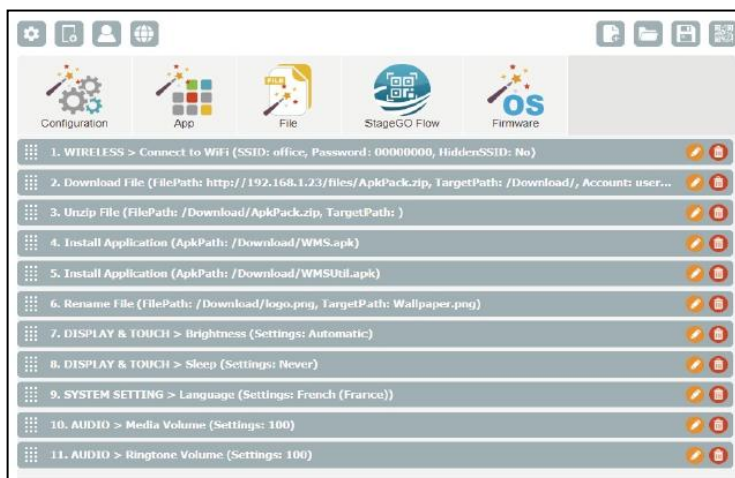 Configuration
App
FILE
File
StageGO Flow
OS
Firmware
1. WIRELESS > Connect to WiFi (SSID: office, Password: 00000000, HiddenSSID: No)
2. Download File (FilePath: http://192.168.1.23/files/ApkPack.zip, TargetPath: /Download/, Account: user...
3. Unzip File (FilePath: /Download/ApkPack.zip, TargetPath: )
4. Install Application (ApkPath: /Download/WMS.apk)
5. Install Application (ApkPath: /Download/WMSUtil.apk)
6. Rename File (FilePath: /Download/logo.png, TargetPath: Wallpaper.png)
7. DISPLAY & TOUCH > Brightness (Settings: Automatic)
8. DISPLAY & TOUCH > Sleep (Settings: Never)
9. SYSTEM SETTING > Language (Settings: French (France))
10. AUDIO > Media Volume (Settings: 100)
11. AUDIO > Ringtone Volume (Settings: 100)